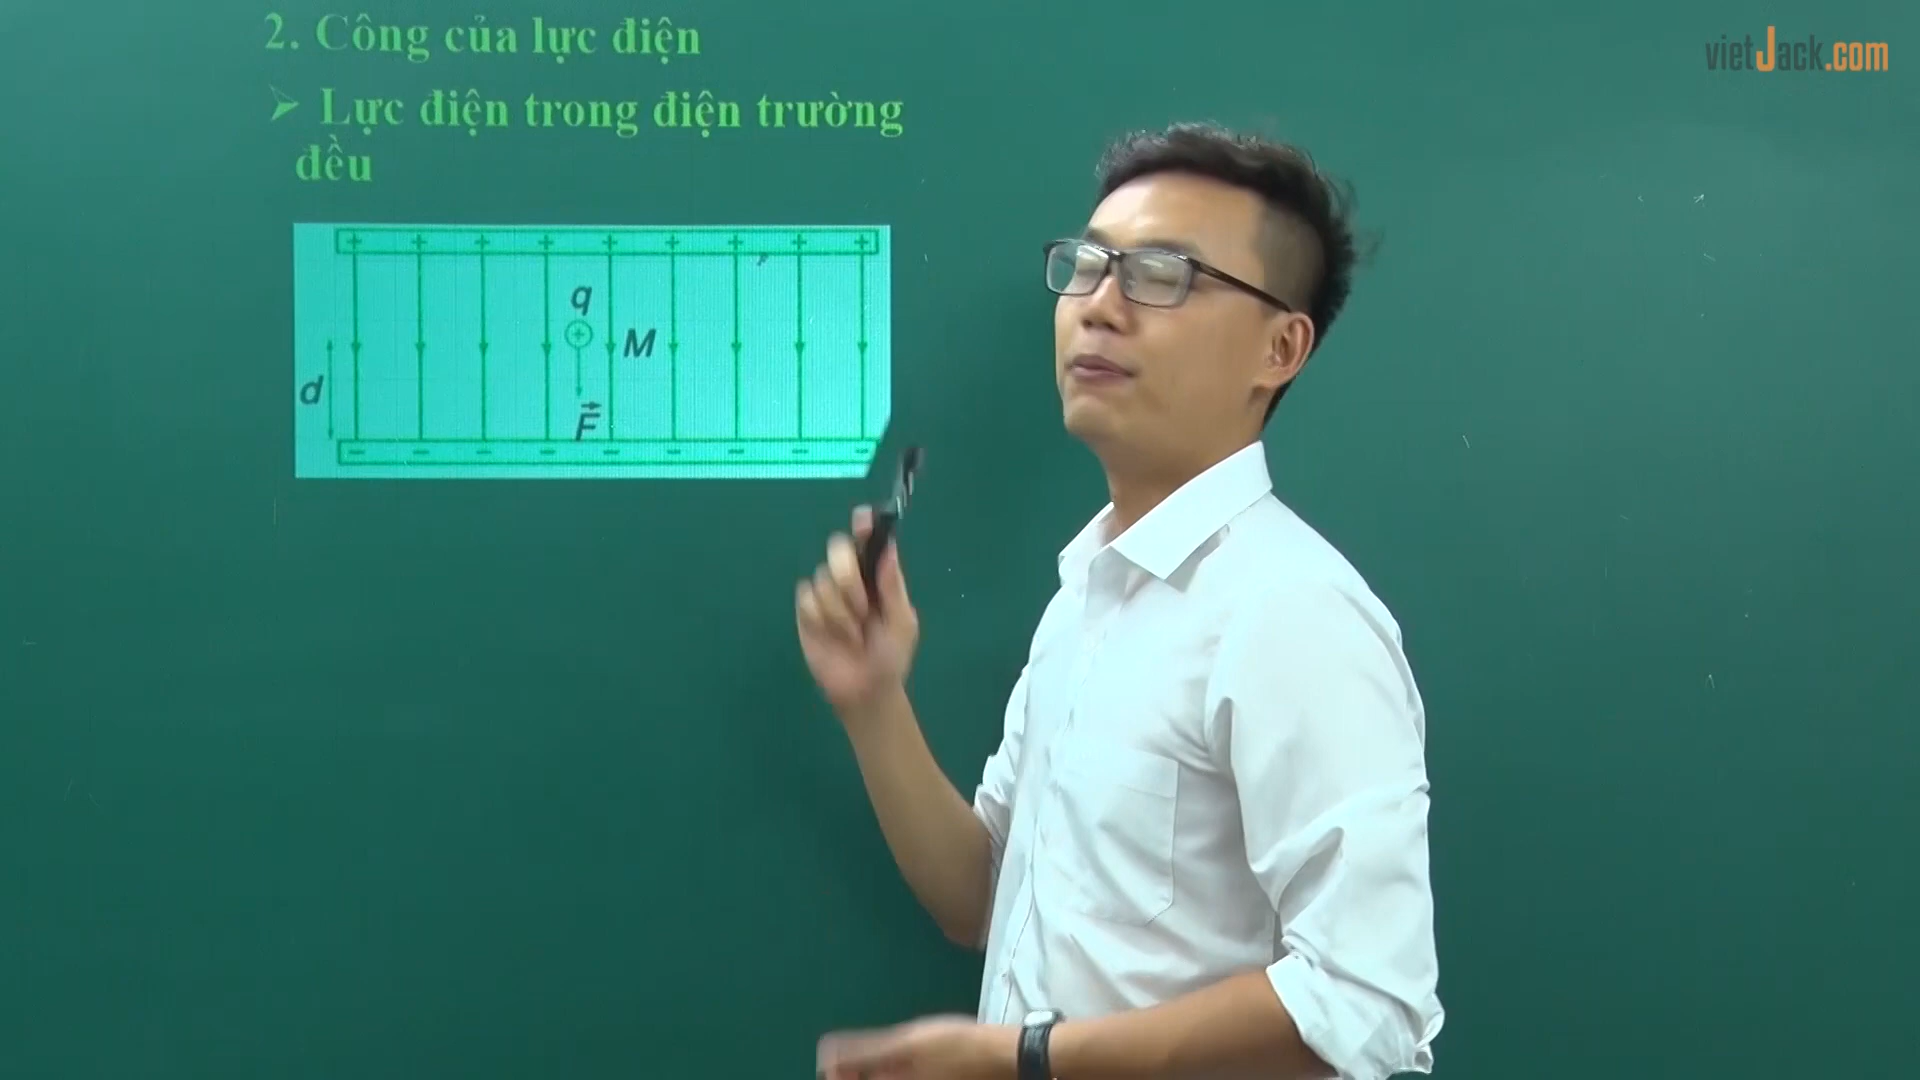 2. Công của lực điện
vietJack.com
➢ Lực điện trong điện trường
đều
+ + + + + + + + +
q
+
M
d
F⃗
− − − − − − − − −